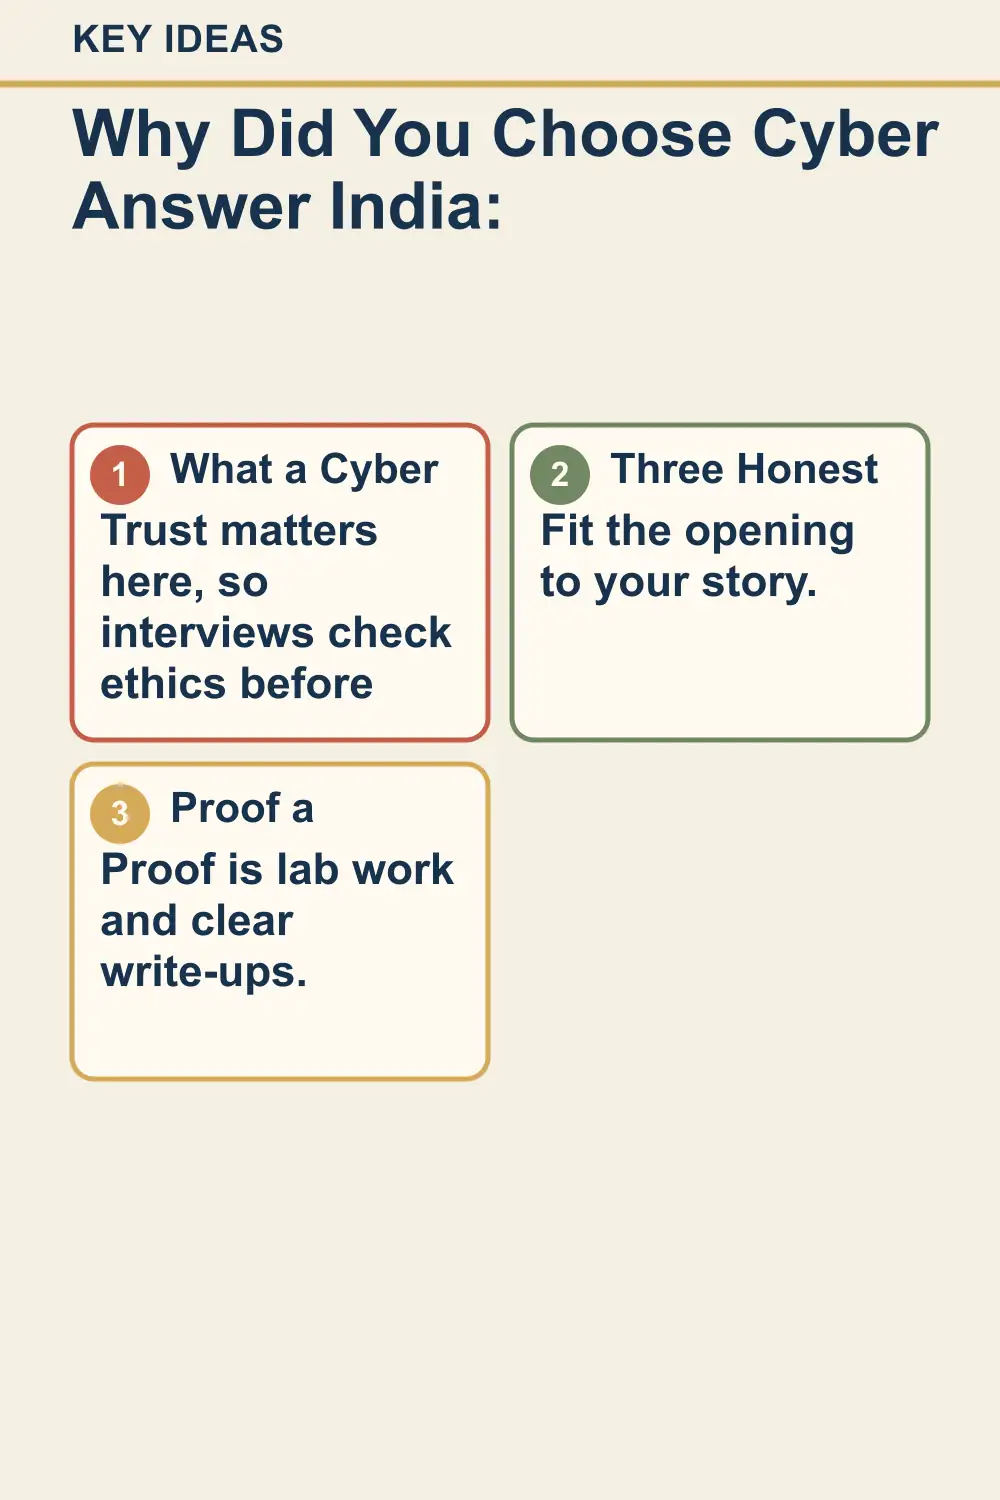 KEY IDEAS
Why Did You Choose Cyber
Answer India:
1 What a Cyber
Trust matters
here, so
interviews check
ethics before
2 Three Honest
Fit the opening
to your story.
3 Proof a
Proof is lab work
and clear
write-ups.